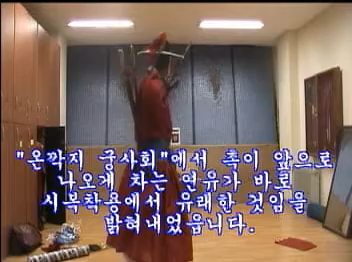 "온깍지 궁사회"에서 촉이 앞으로
나오게 차는 연유가 바로
시복착용에서 유래한 것임을
밝혀내었읍니다.